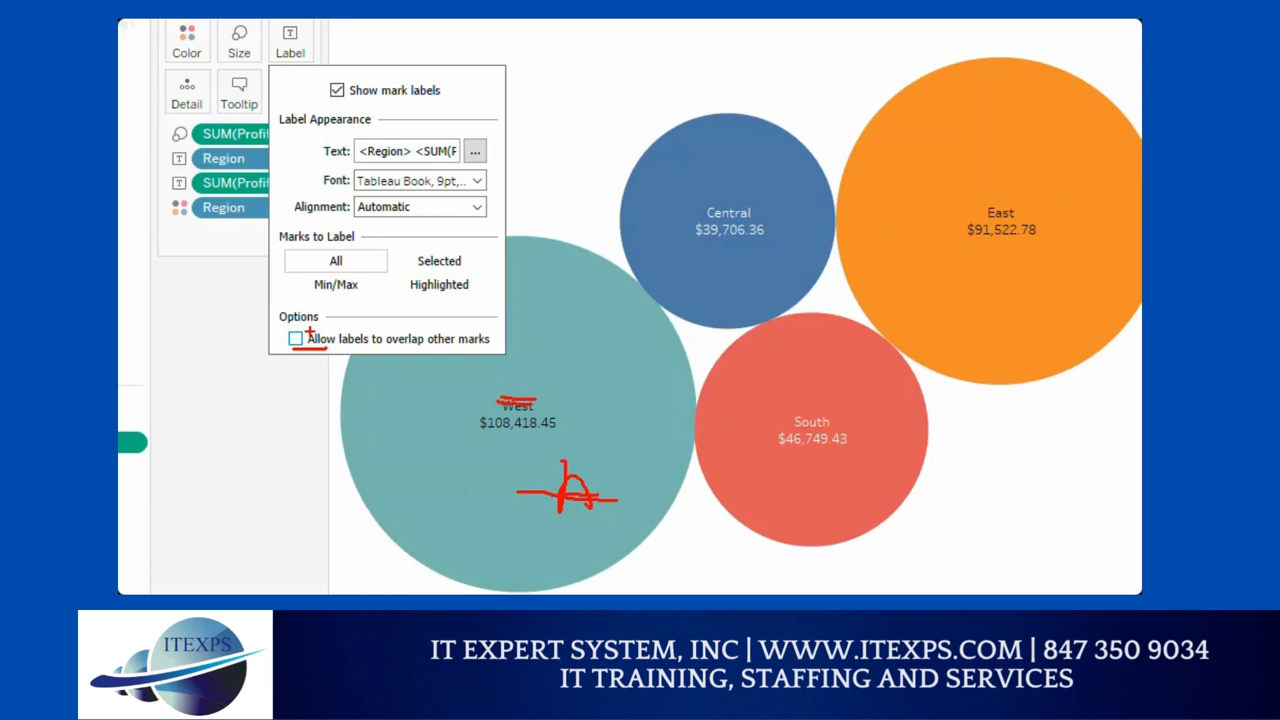 Color Size Label
Show mark labels
Detail Tooltip
Label Appearance
SUM(Profi
Text: <Region> <SUM(F ...
Region
Font: Tableau Book, 9pt,..
SUM(Profi
Alignment: Automatic
Region
Marks to Label
All Selected
Min/Max Highlighted
Options
Allow labels to overlap other marks
Central
$39,706.36
East
$91,522.78
West
$108,418.45
South
$46,749.43
ITEXPS
IT EXPERT SYSTEM, INC | WWW.ITEXPS.COM | 847 350 9034
IT TRAINING, STAFFING AND SERVICES